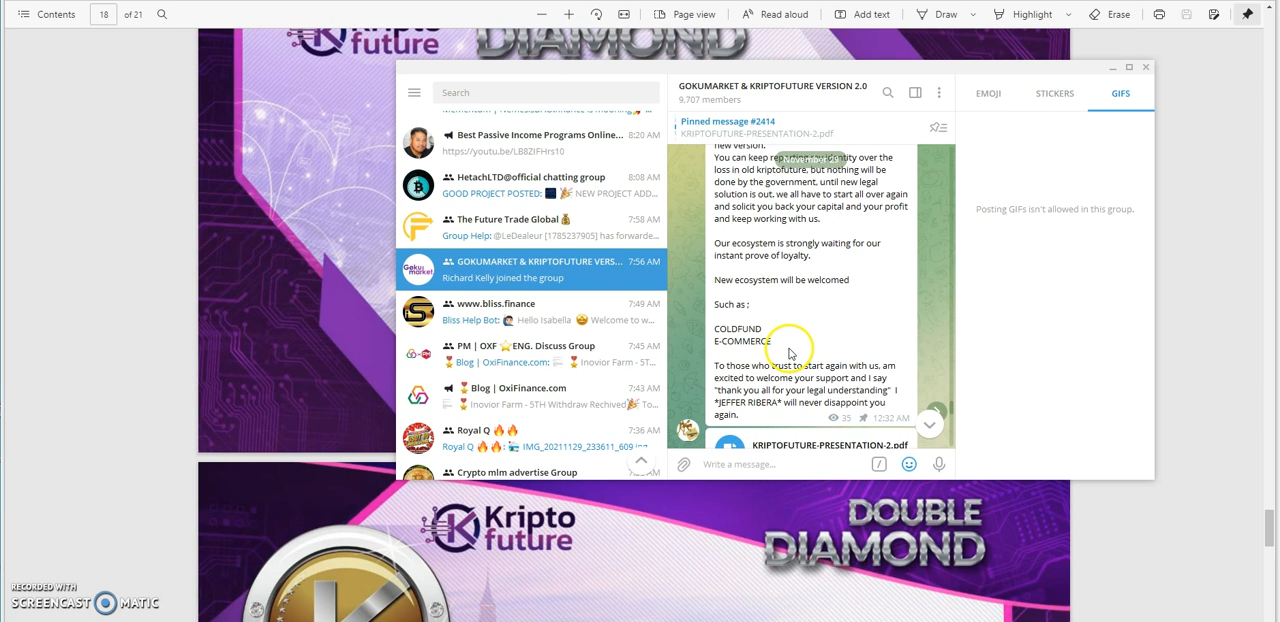 Contents 18 of 21 Page view Read aloud Add text Draw Highlight Erase
Kripto
future
DIAMOND
Search
8:20 AM
Best Passive Income Programs Online...
https://youtu.be/LB8ZIFHrs10
HetachLTD@official chatting group 8:08 AM
GOOD PROJECT POSTED: NEW PROJECT ADD...
The Future Trade Global 7:58 AM
Group Help: @LeDealeur [1785237905] has forwarde...
GOKUMARKET & KRIPTOFUTURE VERS... 7:56 AM
Richard Kelly joined the group
www.bliss.finance 7:49 AM
Bliss Help Bot: Hello Isabella Welcome to w...
PM | OXF ENG. Discuss Group 7:45 AM
Blog | OxiFinance.com: Inovior Farm - ST...
Blog | OxiFinance.com 7:43 AM
Inovior Farm - 5TH Withdraw Rechived To...
Royal Q 7:36 AM
Royal Q : IMG_20211129_233611_609.jpg
Crypto mlm advertise Group
GOKUMARKET & KRIPTOFUTURE VERSION 2.0
9,707 members
Pinned message #2414
KRIPTOFUTURE-PRESENTATION-2.pdf
November 29
new version.
You can keep over the
loss in old kriptofuture, but nothing will be
done by the government, until new legal
solution is out. we all have to start all over again
and solicit you back your capital and your profit
and keep working with us.
Our ecosystem is strongly waiting for our
instant prove of loyalty.
New ecosystem will be welcomed
Such as ;
COLDFUND
E-COMMERCE
To those who trust to start again with us, am
excited to welcome your support and I say
"thank you all for your legal understanding" I
*JEFFER RIBERA* will never disappoint you
again.
35 12:32 AM
KRIPTOFUTURE-PRESENTATION-2.pdf
Write a message...
EMOJI STICKERS GIFS
Posting GIFs isn't allowed in this group.
Goku
market
Kripto
future
DOUBLE
DIAMOND
RECORDED WITH
SCREENCAST MATIC